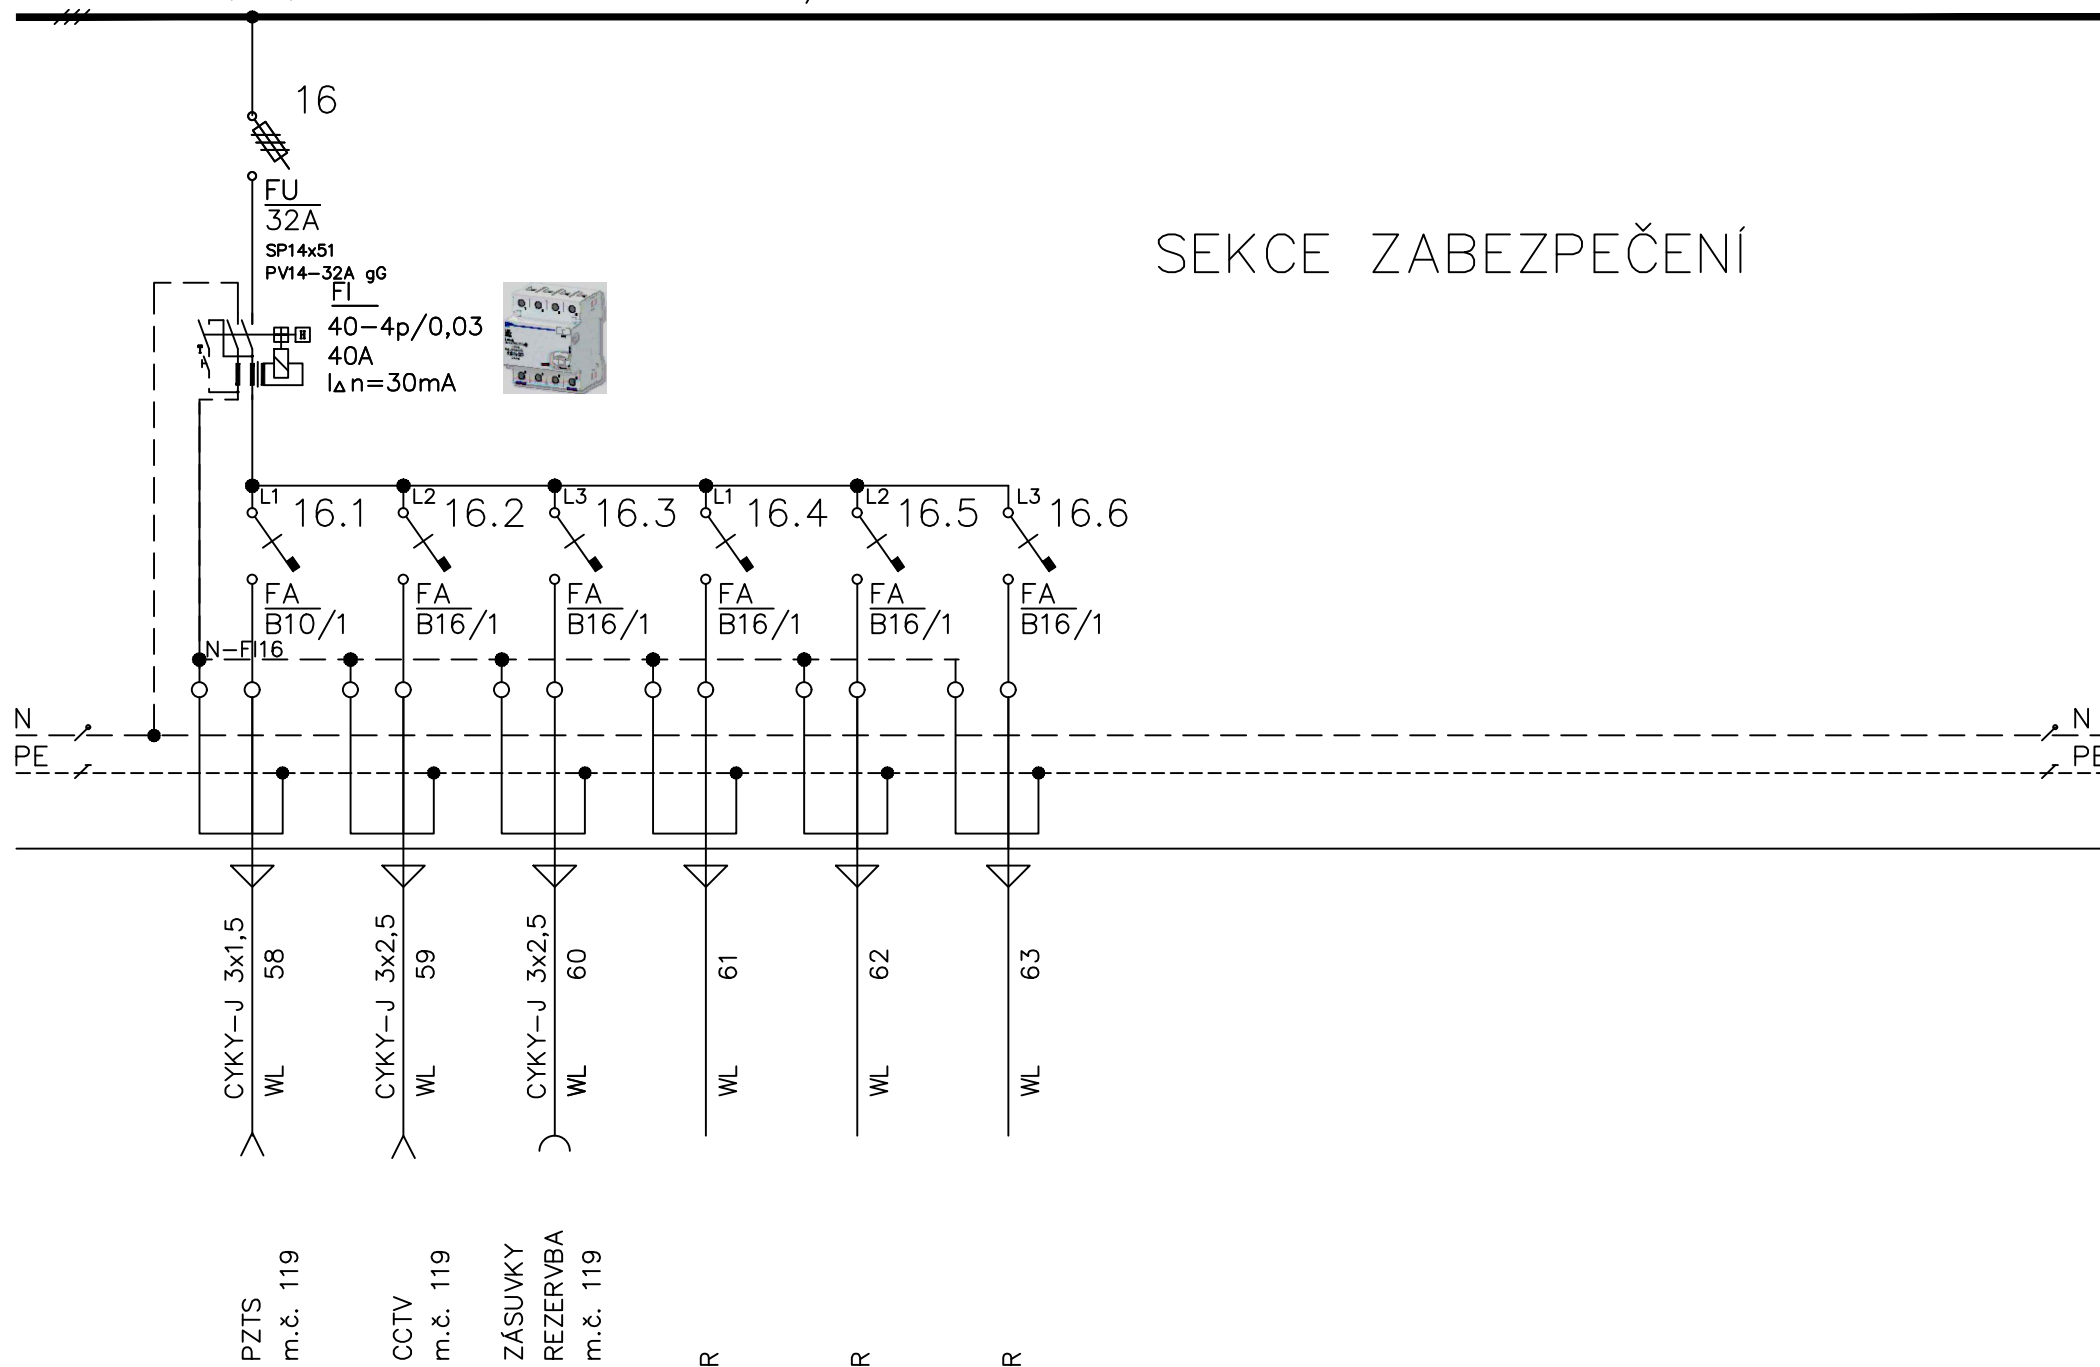 16
FU
32A
SP14x51
PV14-32A gG
FI
40-4p/0,03
40A
I∆n=30mA
SEKCE ZABEZPEČENÍ
L1 16.1
L2 16.2
L3 16.3
L1 16.4
L2 16.5
L3 16.6
FA
B10/1
FA
B16/1
FA
B16/1
FA
B16/1
FA
B16/1
FA
B16/1
N-FI16
N
N
PE
PE
CYKY-J 3x1,5
WL 58
CYKY-J 3x2,5
WL 59
CYKY-J 3x2,5
WL 60
WL 61
WL 62
WL 63
PZTS
m.č. 119
CCTV
m.č. 119
ZÁSUVKY
REZERVBA
m.č. 119
R
R
R